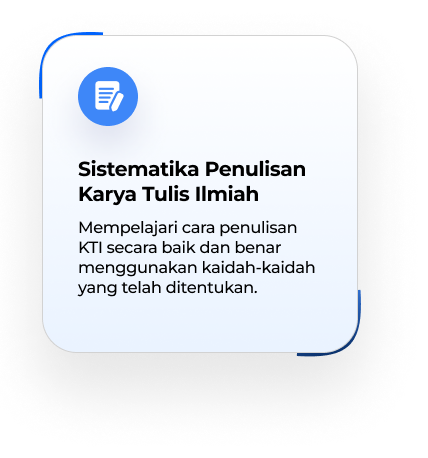 Sistematika Penulisan
Karya Tulis Ilmiah
Mempelajari cara penulisan
KTI secara baik dan benar
menggunakan kaidah-kaidah
yang telah ditentukan.